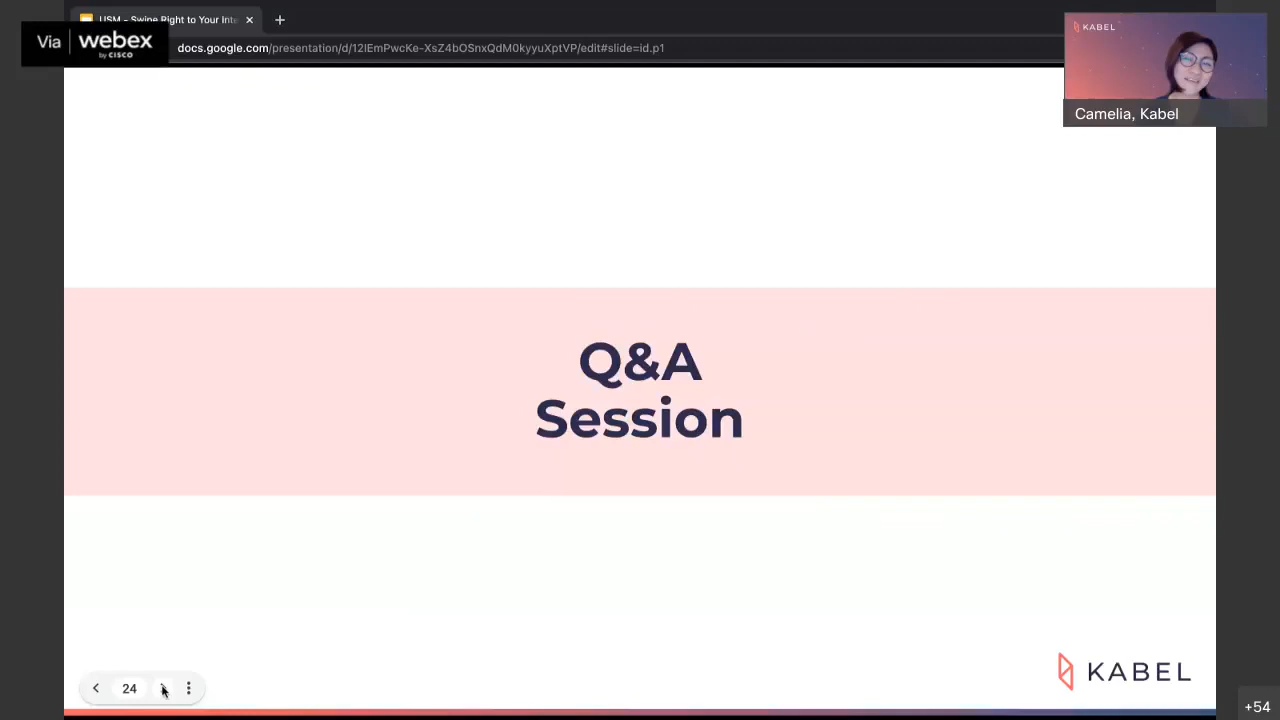 USM - Swipe Right to Your Inte
Via webex
by CISCO
docs.google.com/presentation/d/12lEmPwcKe-XsZ4bOSnxQdM0kyyuXptVP/edit#slide=id.p1
KABEL
Camelia, Kabel
Q&A
Session
24
KABEL
+54